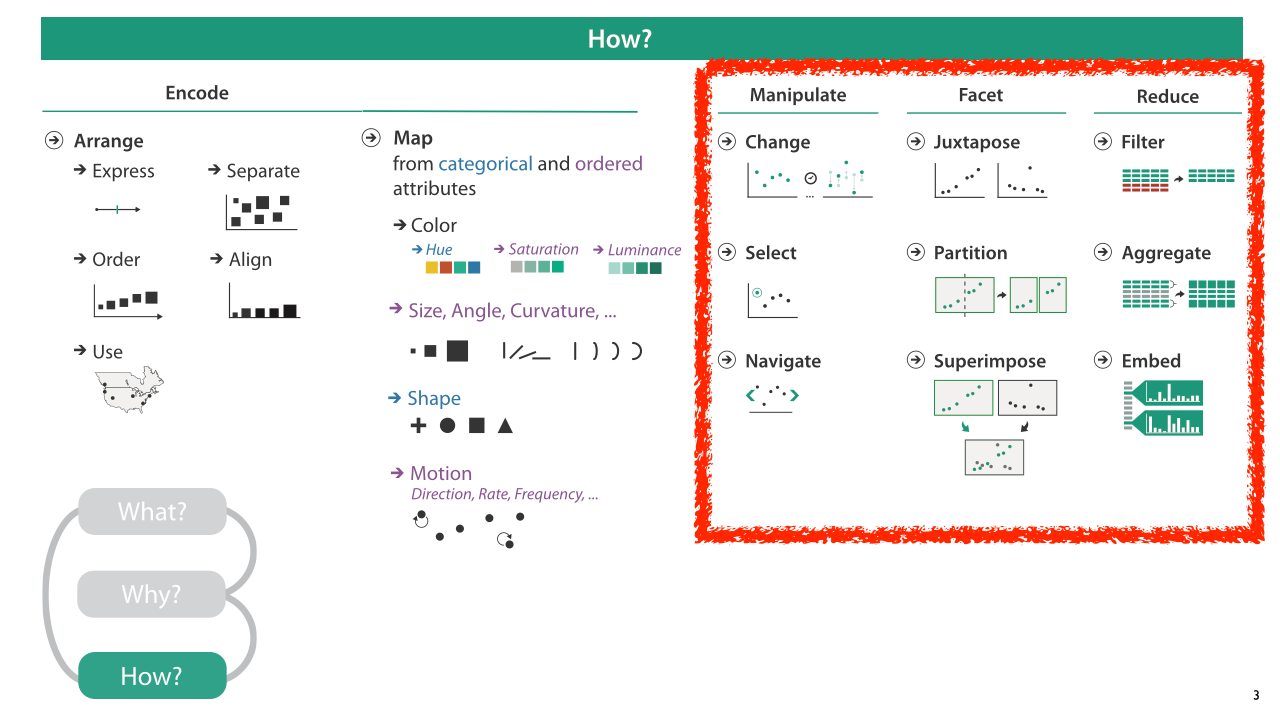 How?
Encode
Arrange
Express
Separate
Order
Align
Use
Map
from categorical and ordered
attributes
Color
Hue
Saturation
Luminance
Size, Angle, Curvature, ...
Shape
Motion
Direction, Rate, Frequency, ...
Manipulate
Facet
Reduce
Change
Juxtapose
Filter
...
Select
Partition
Aggregate
Navigate
Superimpose
Embed
What?
Why?
How?
3